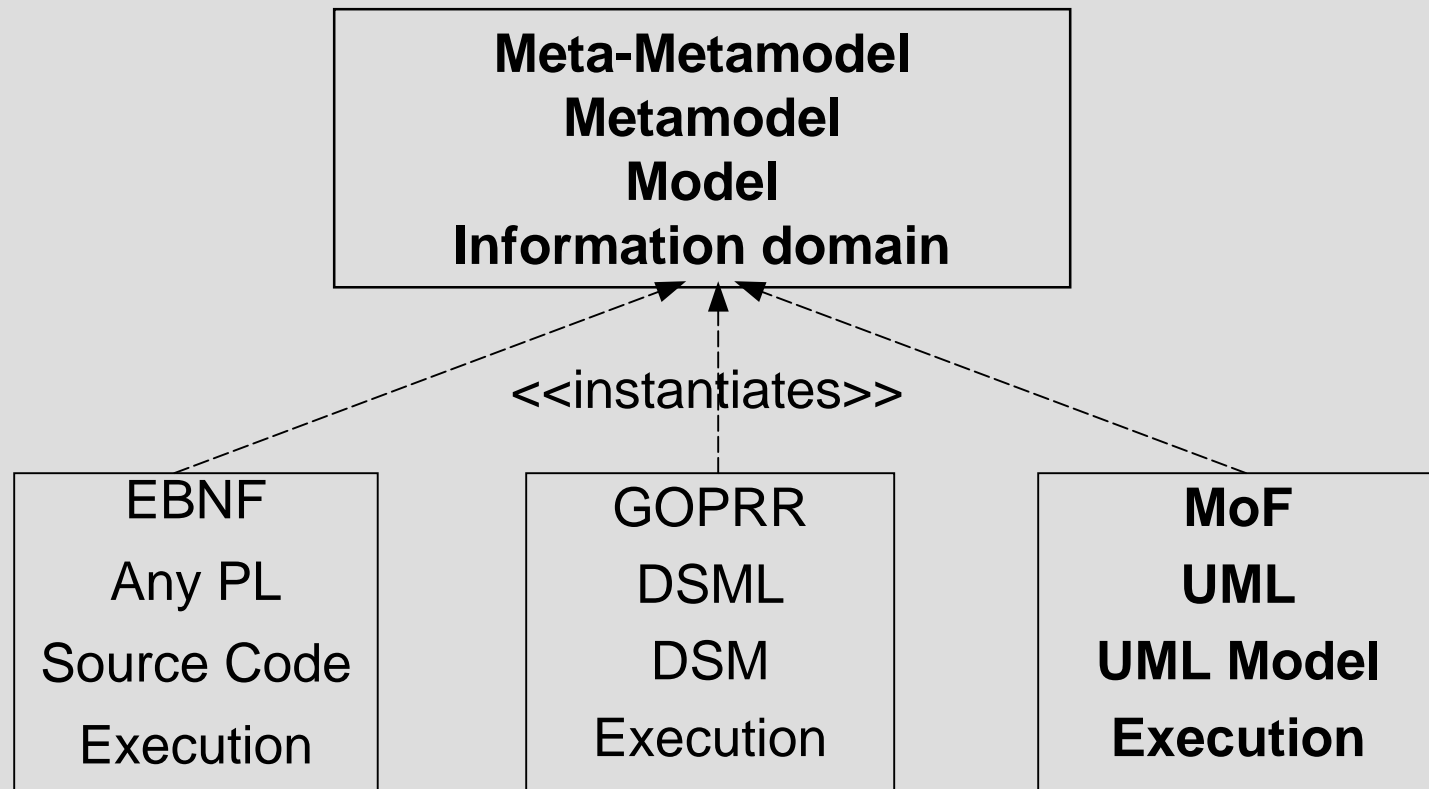 Meta-Metamodel
Metamodel
Model
Information domain
<<instantiates>>
EBNF
Any PL
Source Code
Execution
GOPRR
DSML
DSM
Execution
MoF
UML
UML Model
Execution